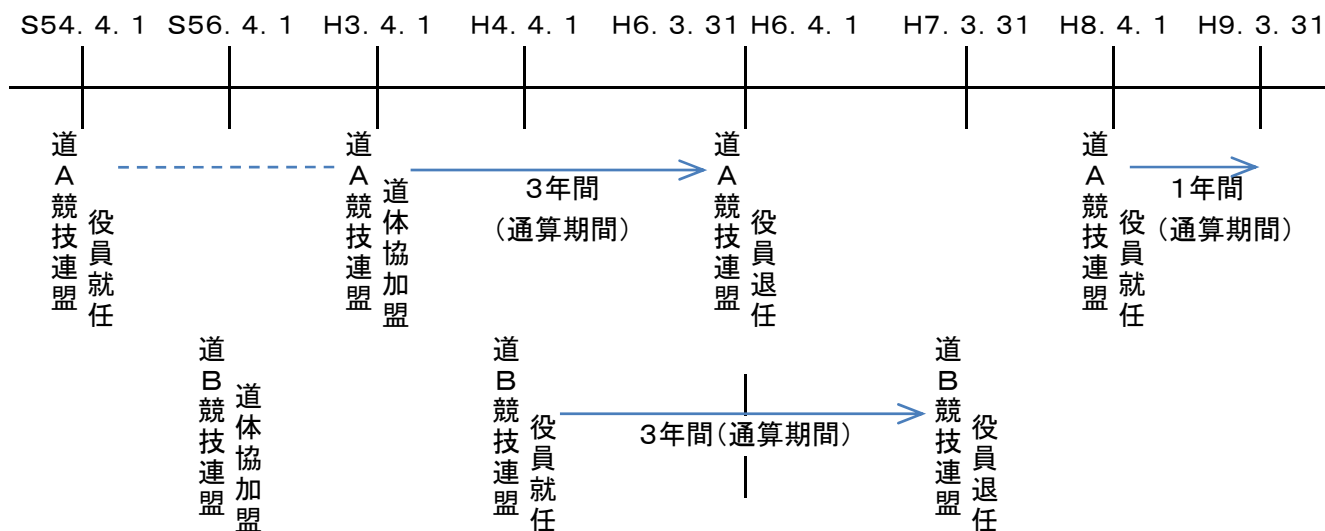 S54.4.1 S56.4.1 H3.4.1 H4.4.1 H6.3.31 H6.4.1 H7.3.31 H8.4.1 H9.3.31
道A競技連盟
役員就任
道A競技連盟
道体協加盟
3年間
(通算期間)
道A競技連盟
役員退任
道A競技連盟
役員就任
1年間
(通算期間)
道B競技連盟
道体協加盟
道B競技連盟
役員就任
3年間(通算期間)
道B競技連盟
役員退任